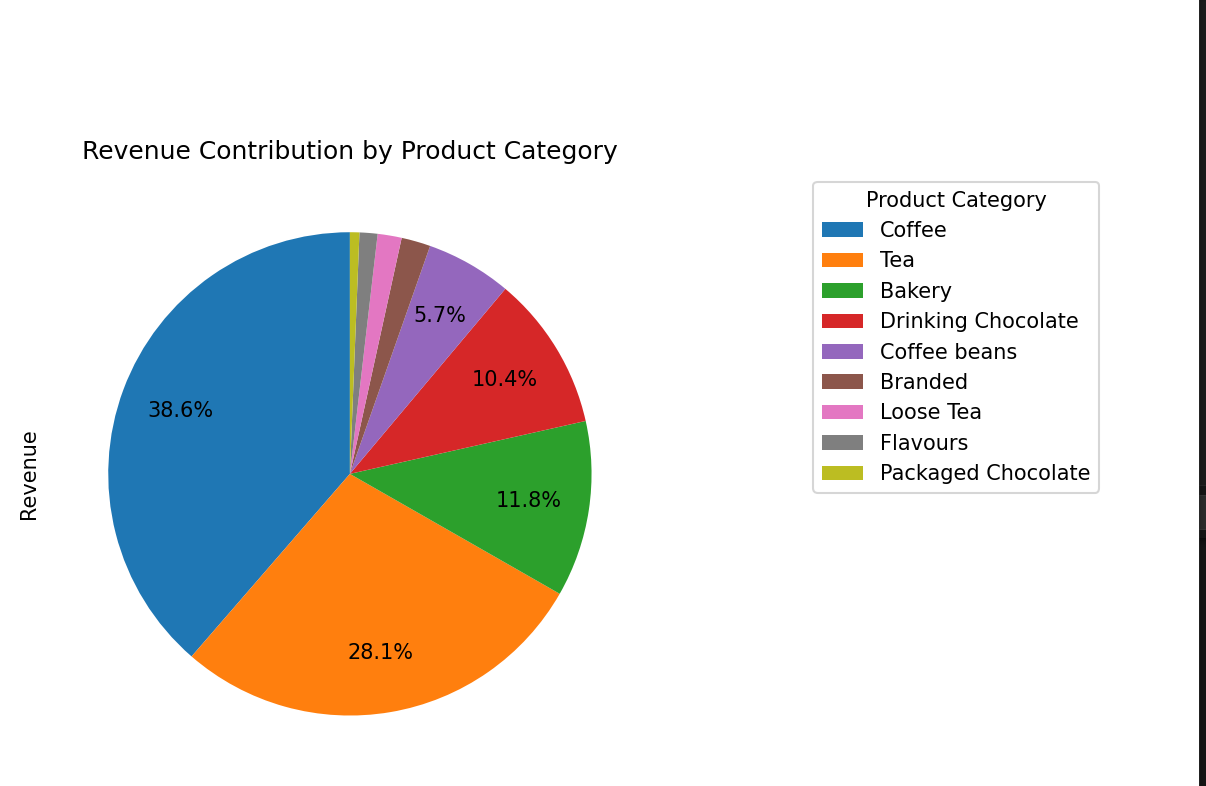 Revenue Contribution by Product Category
Revenue
38.6%
28.1%
11.8%
10.4%
5.7%
Product Category
Coffee
Tea
Bakery
Drinking Chocolate
Coffee beans
Branded
Loose Tea
Flavours
Packaged Chocolate